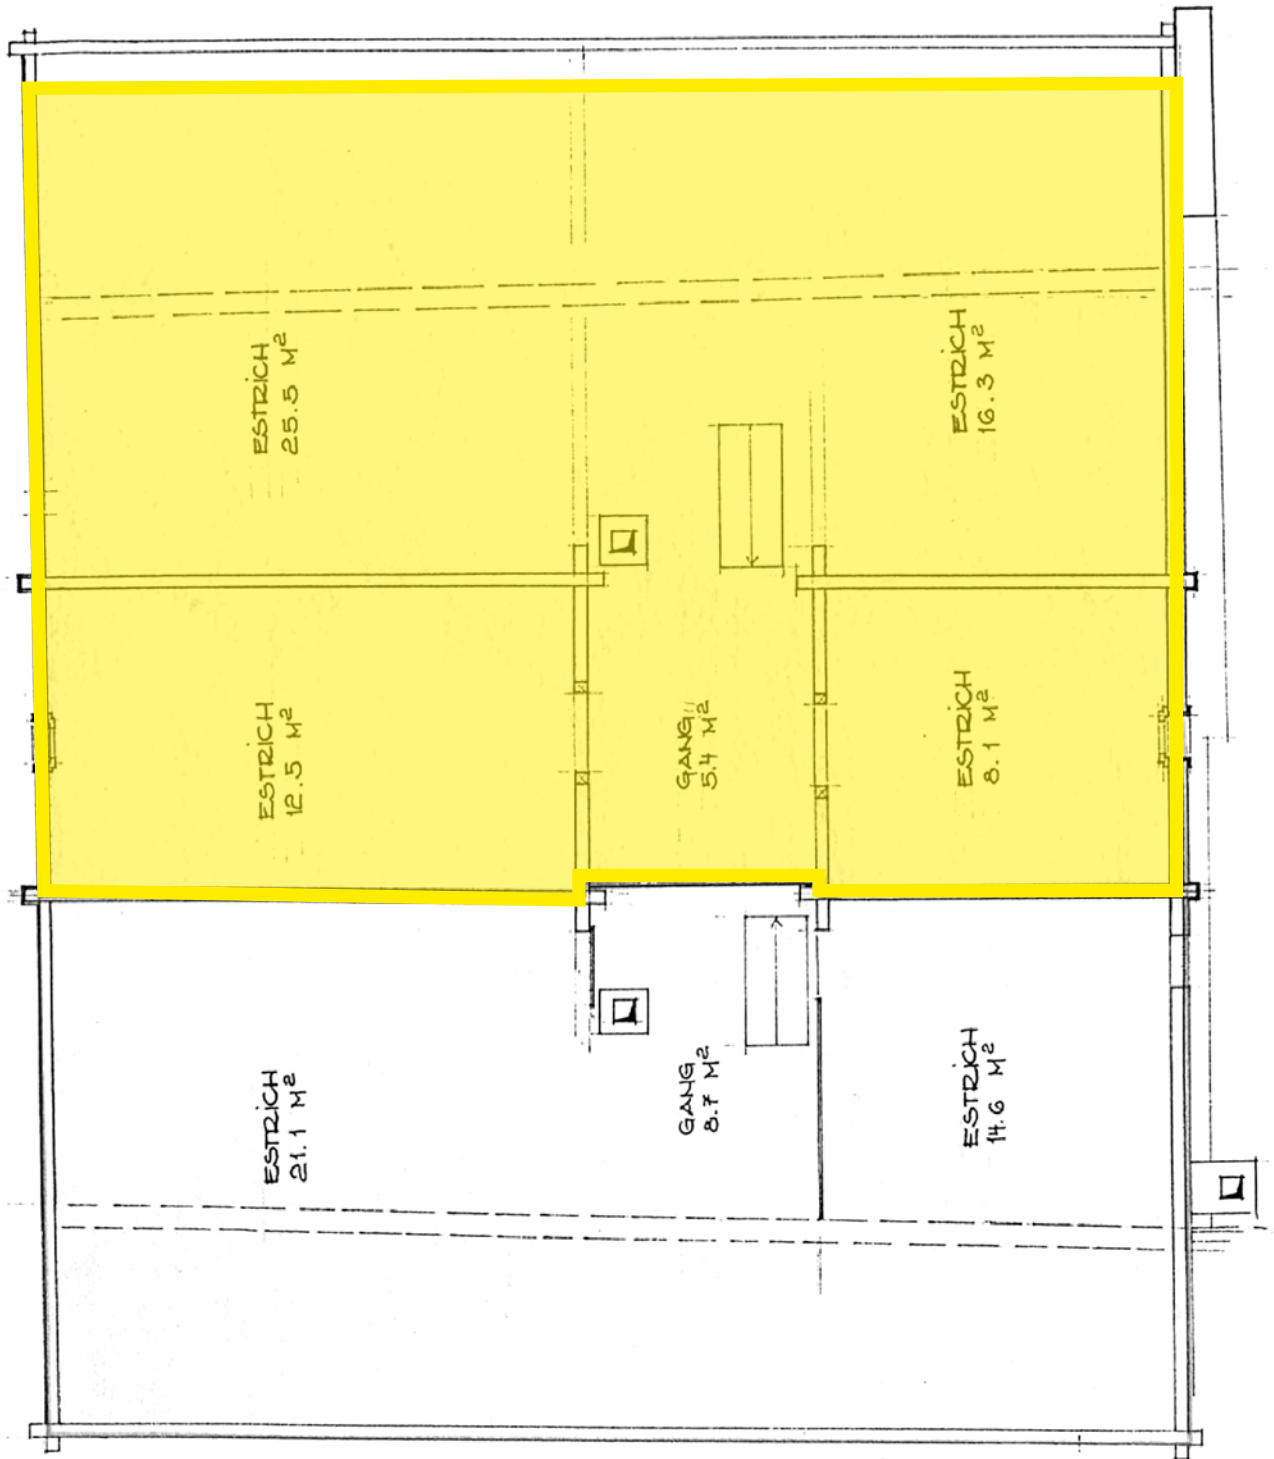 ESTRICH
25.5 M²
ESTRICH
16.3 M²
ESTRICH
12.5 M²
GANG
5.4 M²
ESTRICH
8.1 M²
ESTRICH
21.1 M²
GANG
8.7 M²
ESTRICH
14.6 M²